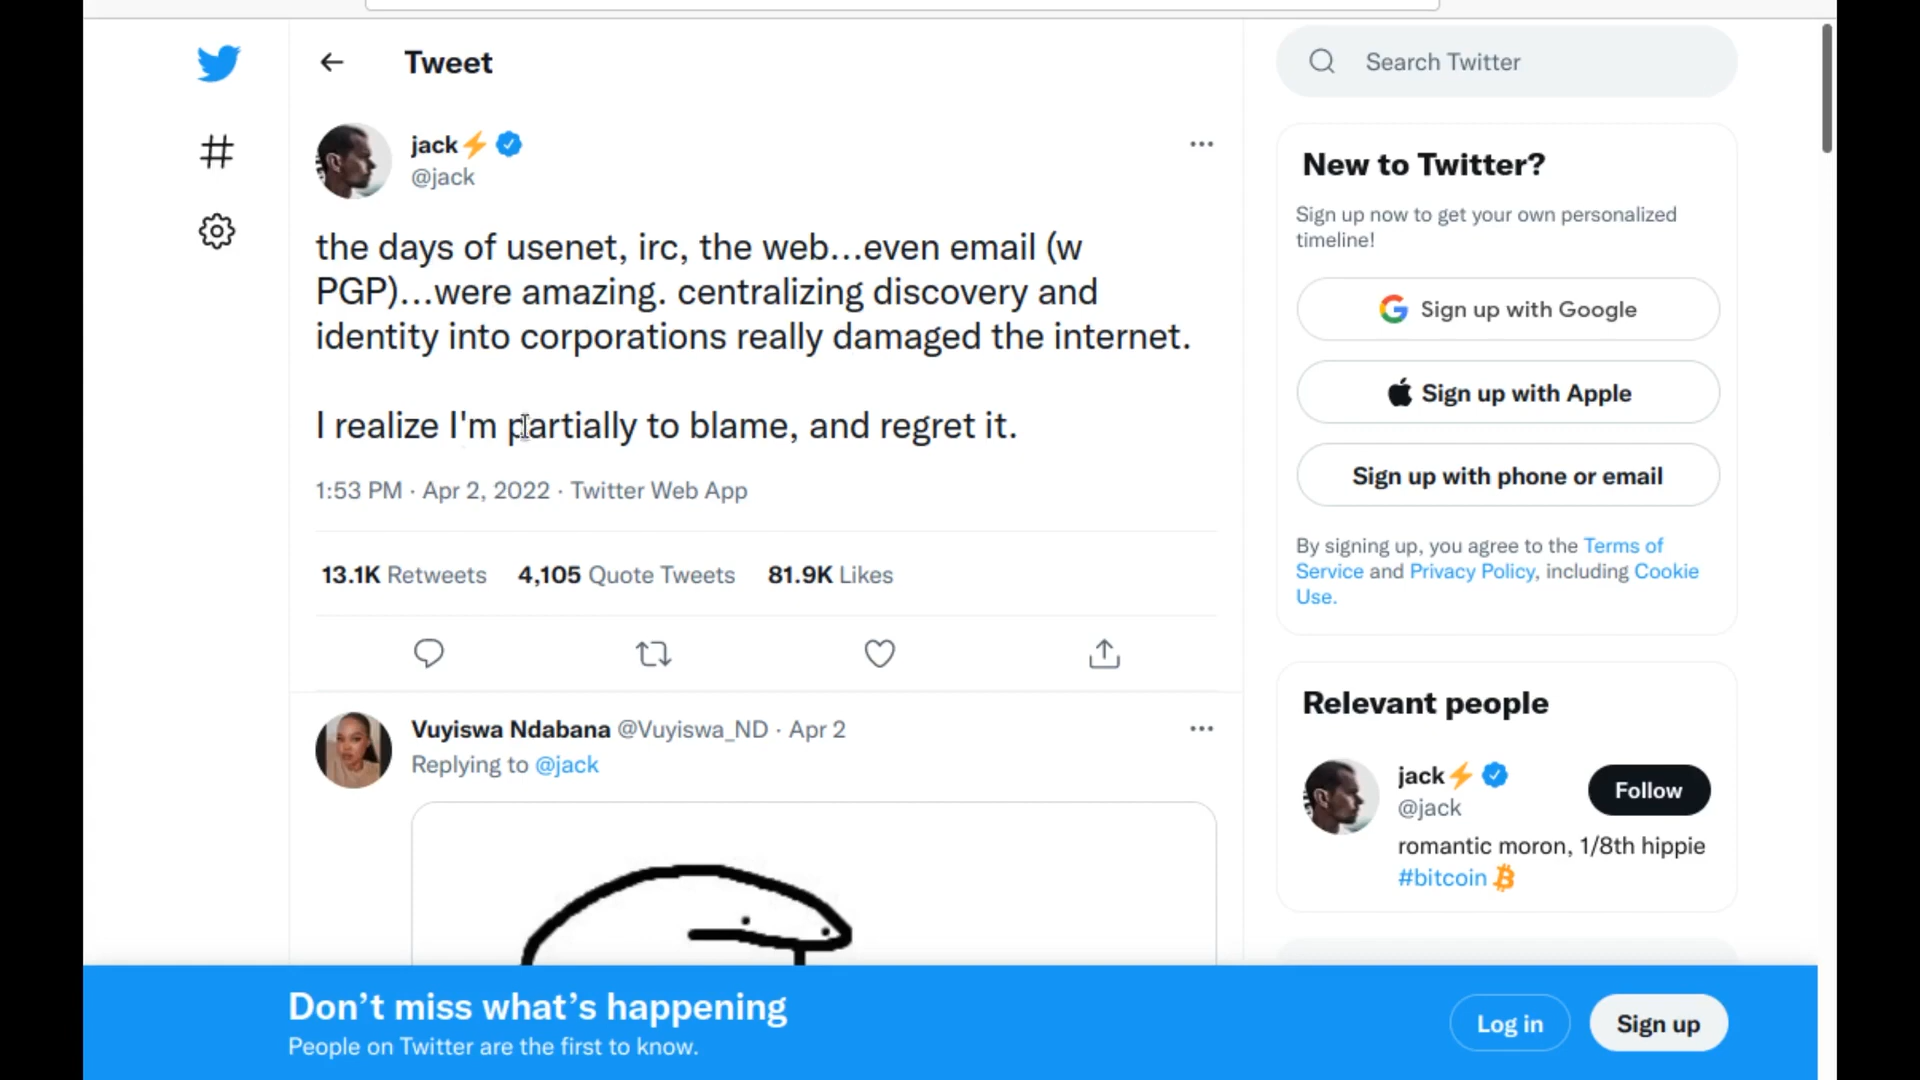 Tweet
jack⚡
@jack
the days of usenet, irc, the web...even email (w
PGP)...were amazing. centralizing discovery and
identity into corporations really damaged the internet.
I realize I'm partially to blame, and regret it.
1:53 PM · Apr 2, 2022 · Twitter Web App
13.1K Retweets 4,105 Quote Tweets 81.9K Likes
Vuyiswa Ndabana @Vuyiswa_ND · Apr 2
Replying to @jack
Search Twitter
New to Twitter?
Sign up now to get your own personalized
timeline!
Sign up with Google
Sign up with Apple
Sign up with phone or email
By signing up, you agree to the Terms of
Service and Privacy Policy, including Cookie
Use.
Relevant people
jack⚡
@jack
Follow
romantic moron, 1/8th hippie
#bitcoin
Don’t miss what’s happening
People on Twitter are the first to know.
Log in
Sign up